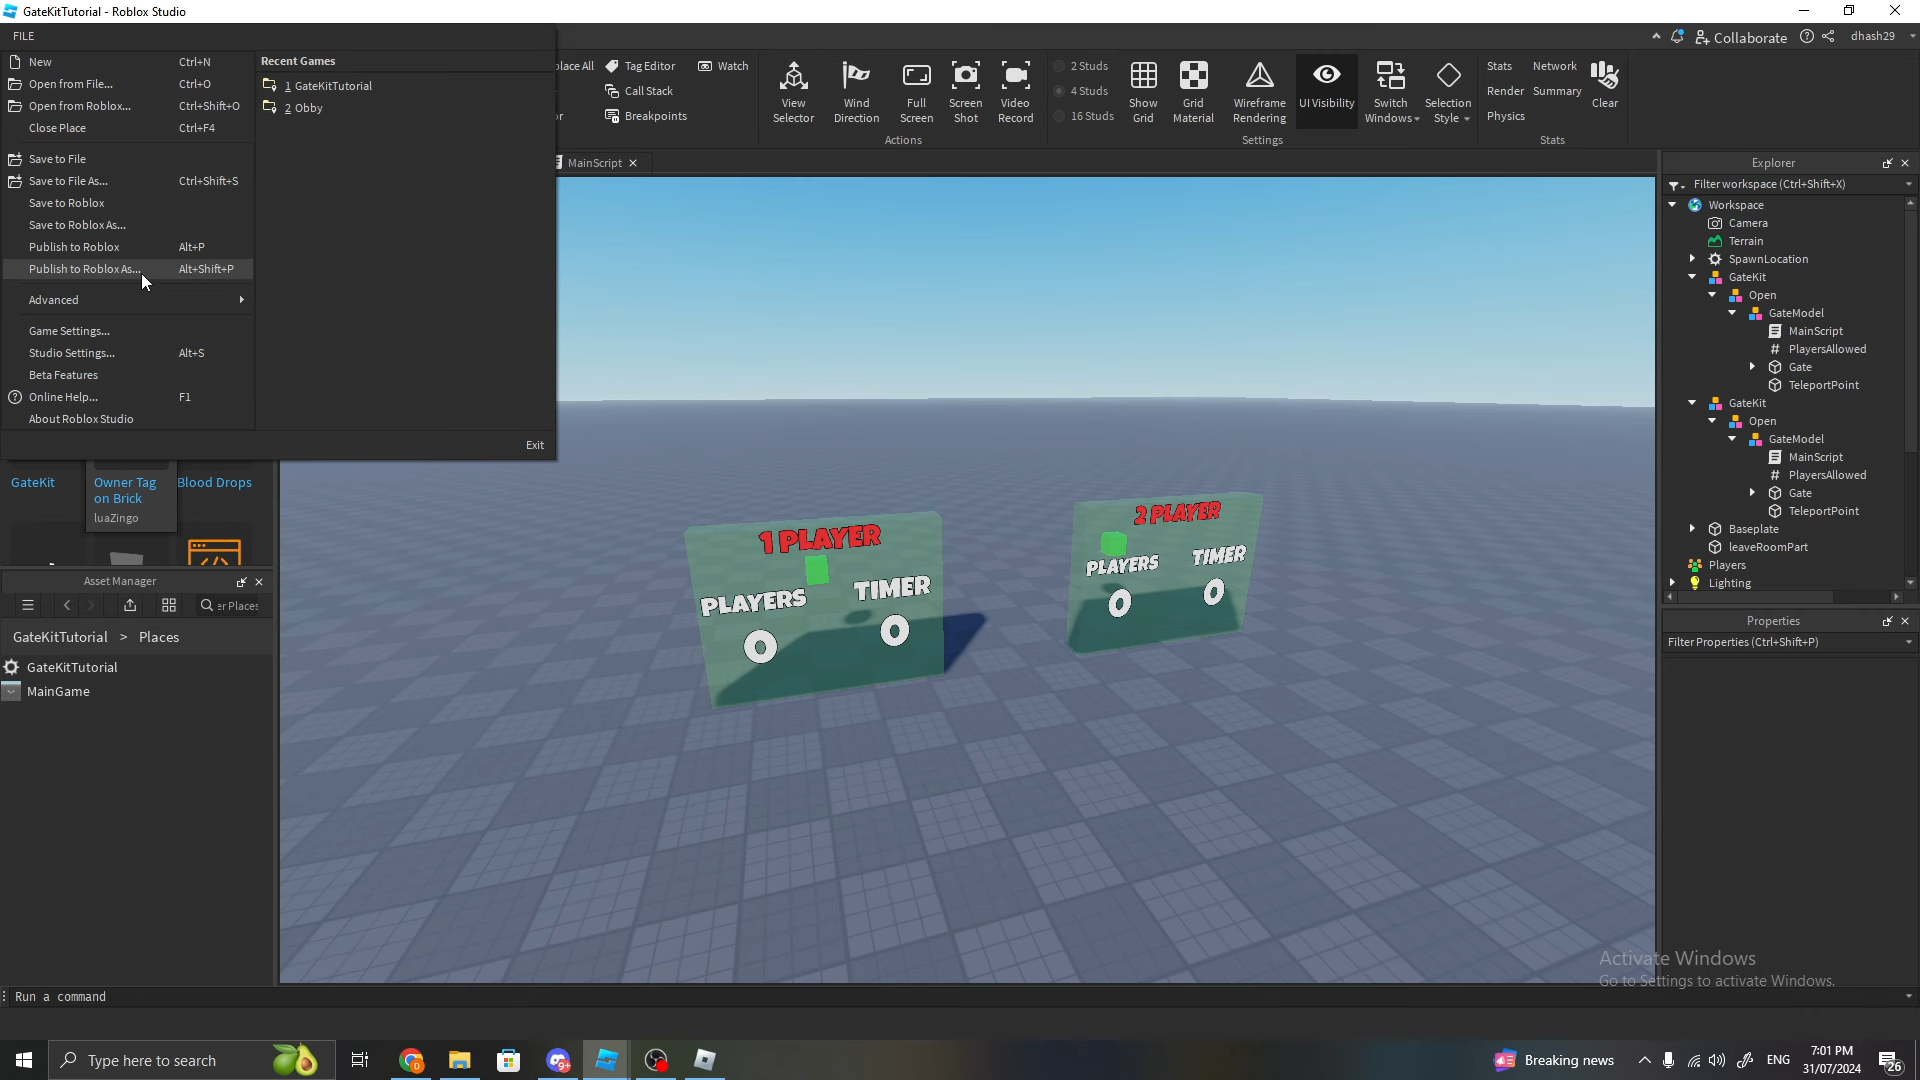 GateKitTutorial - Roblox Studio
FILE
Collaborate
dhash29
New Ctrl+N
Open from File... Ctrl+O
Open from Roblox... Ctrl+Shift+O
Close Place Ctrl+F4
Save to File
Save to File As... Ctrl+Shift+S
Save to Roblox
Save to Roblox As...
Publish to Roblox Alt+P
Publish to Roblox As... Alt+Shift+P
Advanced
Game Settings...
Studio Settings... Alt+S
Beta Features
Online Help... F1
About Roblox Studio
Exit
Recent Games
1 GateKitTutorial
2 Obby
place All
Tag Editor
Watch
Call Stack
Breakpoints
View Selector
Wind Direction
Full Screen
Screen Shot
Video Record
Actions
2 Studs
4 Studs
16 Studs
Show Grid
Grid Material
Wireframe Rendering
UI Visibility
Switch Windows
Selection Style
Settings
Stats Network
Render Summary
Physics
Clear
Stats
MainScript
1 PLAYER
PLAYERS TIMER
0 0
2 PLAYER
PLAYERS TIMER
0 0
GateKit
Owner Tag on Brick
luaZingo
Blood Drops
Asset Manager
er Places
GateKitTutorial > Places
GateKitTutorial
MainGame
Explorer
Filter workspace (Ctrl+Shift+X)
Workspace
Camera
Terrain
SpawnLocation
GateKit
Open
GateModel
MainScript
PlayersAllowed
Gate
TeleportPoint
GateKit
Open
GateModel
MainScript
PlayersAllowed
Gate
TeleportPoint
Baseplate
leaveRoomPart
Players
Lighting
Properties
Filter Properties (Ctrl+Shift+P)
Activate Windows
Go to Settings to activate Windows.
Run a command
Type here to search
9+
Breaking news
ENG
7:01 PM
31/07/2024
26